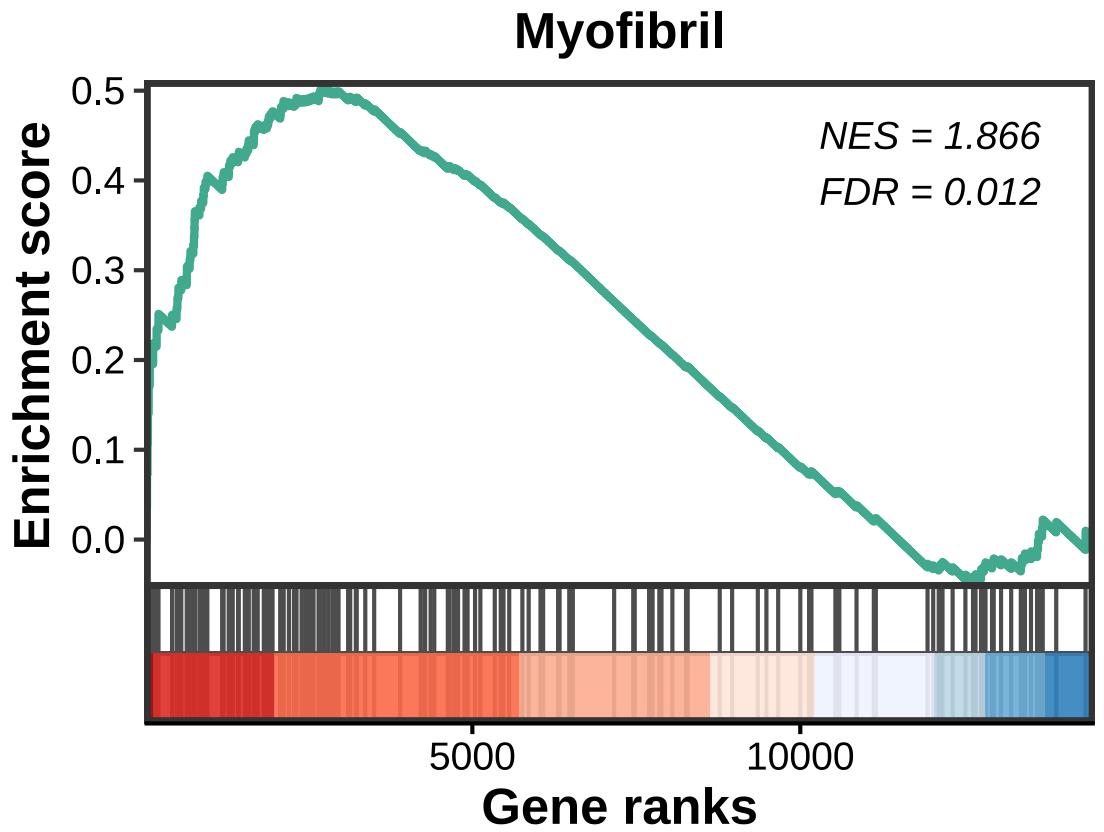 Myofibril
NES = 1.866
FDR = 0.012
Enrichment score
0.5
0.4
0.3
0.2
0.1
0.0
5000
10000
Gene ranks